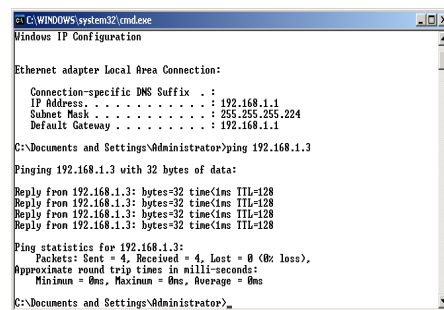 C:\WINDOWS\system32\cmd.exe
Windows IP Configuration
Ethernet adapter Local Area Connection:
Connection-specific DNS Suffix . :
IP Address. . . . . . . . . . . . : 192.168.1.1
Subnet Mask . . . . . . . . . . . : 255.255.255.224
Default Gateway . . . . . . . . . : 192.168.1.1
C:\Documents and Settings\Administrator>ping 192.168.1.3
Pinging 192.168.1.3 with 32 bytes of data:
Reply from 192.168.1.3: bytes=32 time<1ms TTL=128
Reply from 192.168.1.3: bytes=32 time<1ms TTL=128
Reply from 192.168.1.3: bytes=32 time<1ms TTL=128
Reply from 192.168.1.3: bytes=32 time<1ms TTL=128
Ping statistics for 192.168.1.3:
Packets: Sent = 4, Received = 4, Lost = 0 (0% loss),
Approximate round trip times in milli-seconds:
Minimum = 0ms, Maximum = 0ms, Average = 0ms
C:\Documents and Settings\Administrator>_